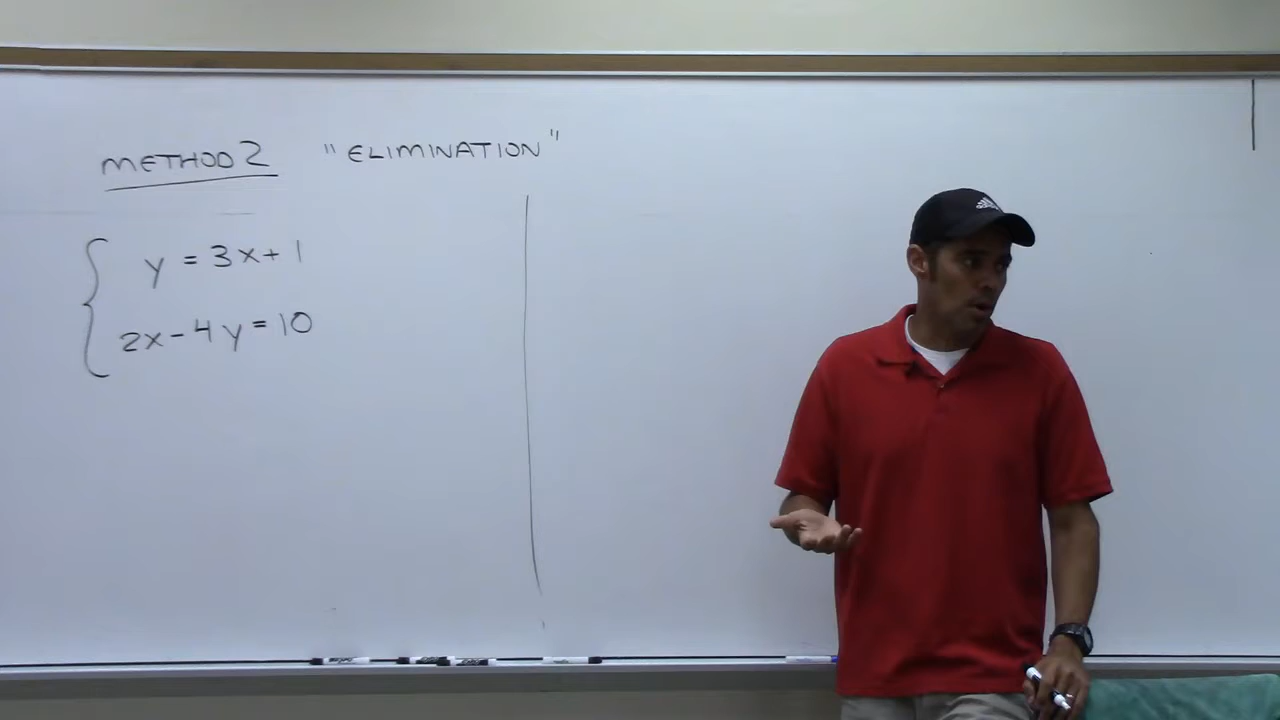 METHOD 2 "ELIMINATION"
y = 3x + 1
2x - 4y = 10